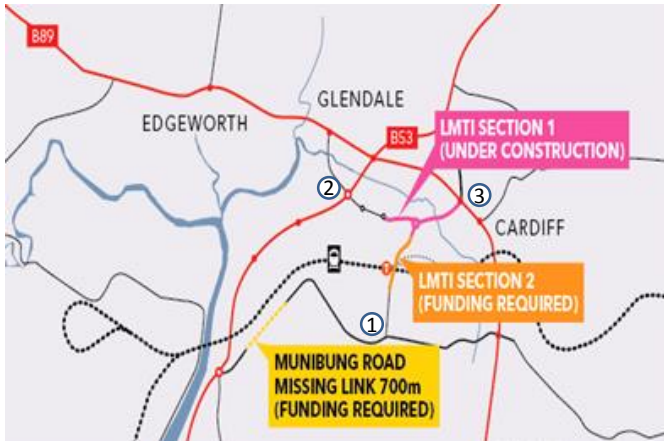 B89
GLENDALE
EDGEWORTH
B53
LMTI SECTION 1
(UNDER CONSTRUCTION)
2
3
CARDIFF
LMTI SECTION 2
(FUNDING REQUIRED)
T
1
MUNIBUNG ROAD
MISSING LINK 700m
(FUNDING REQUIRED)